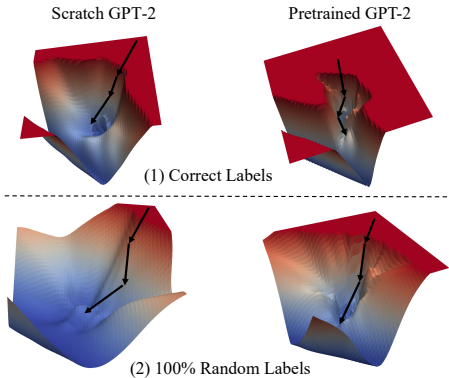 Scratch GPT-2
Pretrained GPT-2
(1) Correct Labels
(2) 100% Random Labels